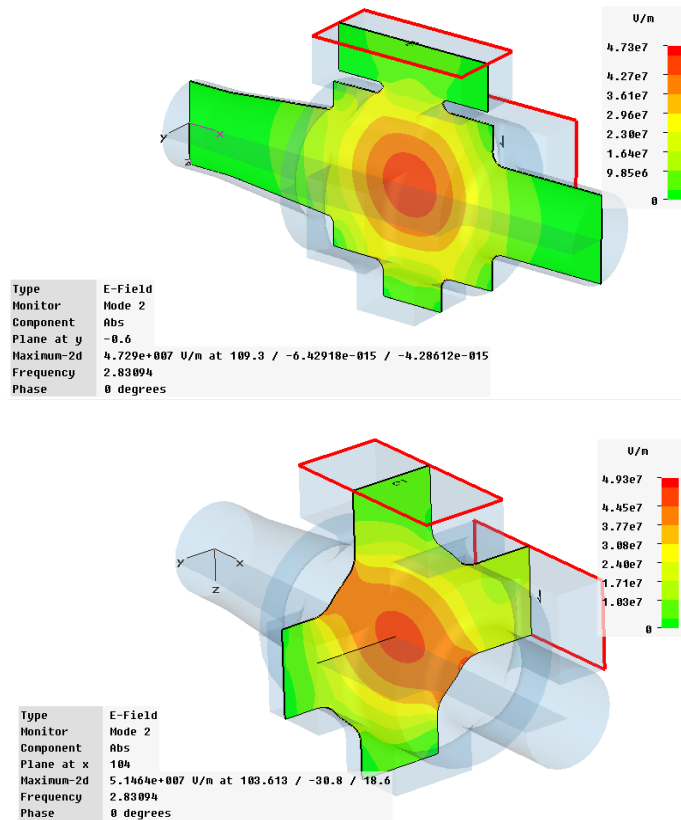 V/m
4.73e7
4.27e7
3.61e7
2.96e7
2.30e7
1.64e7
9.85e6
0
y
x
z
1
Type E-Field
Monitor Mode 2
Component Abs
Plane at y -0.6
Maximum-2d 4.729e+007 V/m at 109.3 / -6.42918e-015 / -4.28612e-015
Frequency 2.83094
Phase 0 degrees
V/m
4.93e7
4.45e7
3.77e7
3.08e7
2.40e7
1.71e7
1.03e7
0
y
x
z
1
Type E-Field
Monitor Mode 2
Component Abs
Plane at x 104
Maximum-2d 5.1464e+007 V/m at 103.613 / -30.8 / 18.6
Frequency 2.83094
Phase 0 degrees